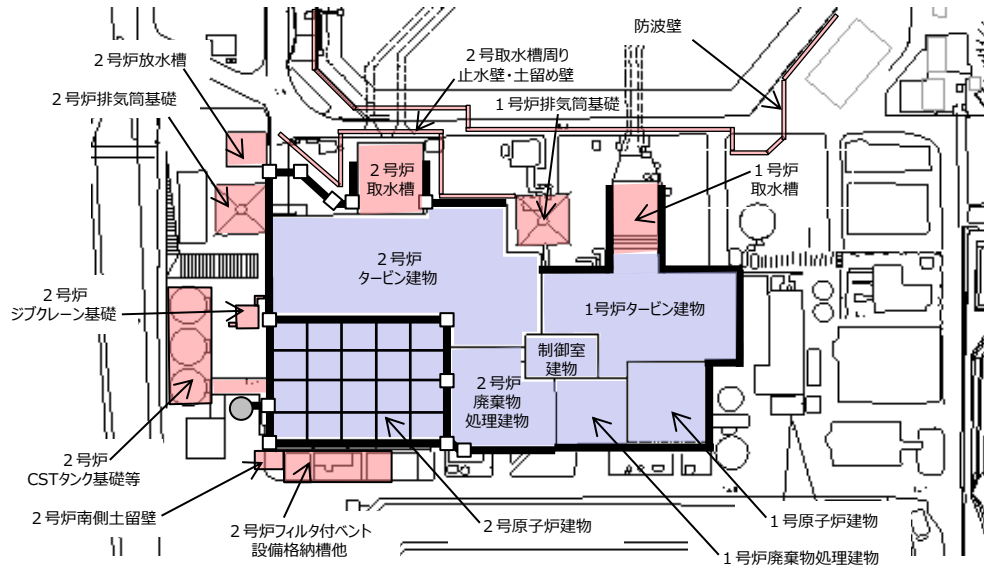 防波壁
２号炉放水槽
２号取水槽周り
止水壁・土留め壁
２号炉排気筒基礎
１号炉排気筒基礎
２号炉
取水槽
１号炉
取水槽
２号炉
タービン建物
２号炉
ジブクレーン基礎
１号炉タービン建物
制御室
建物
２号炉
廃棄物
処理建物
２号炉
CSTタンク基礎等
２号炉南側土留壁
２号炉フィルタ付ベント
設備格納槽他
２号原子炉建物
１号原子炉建物
１号炉廃棄物処理建物